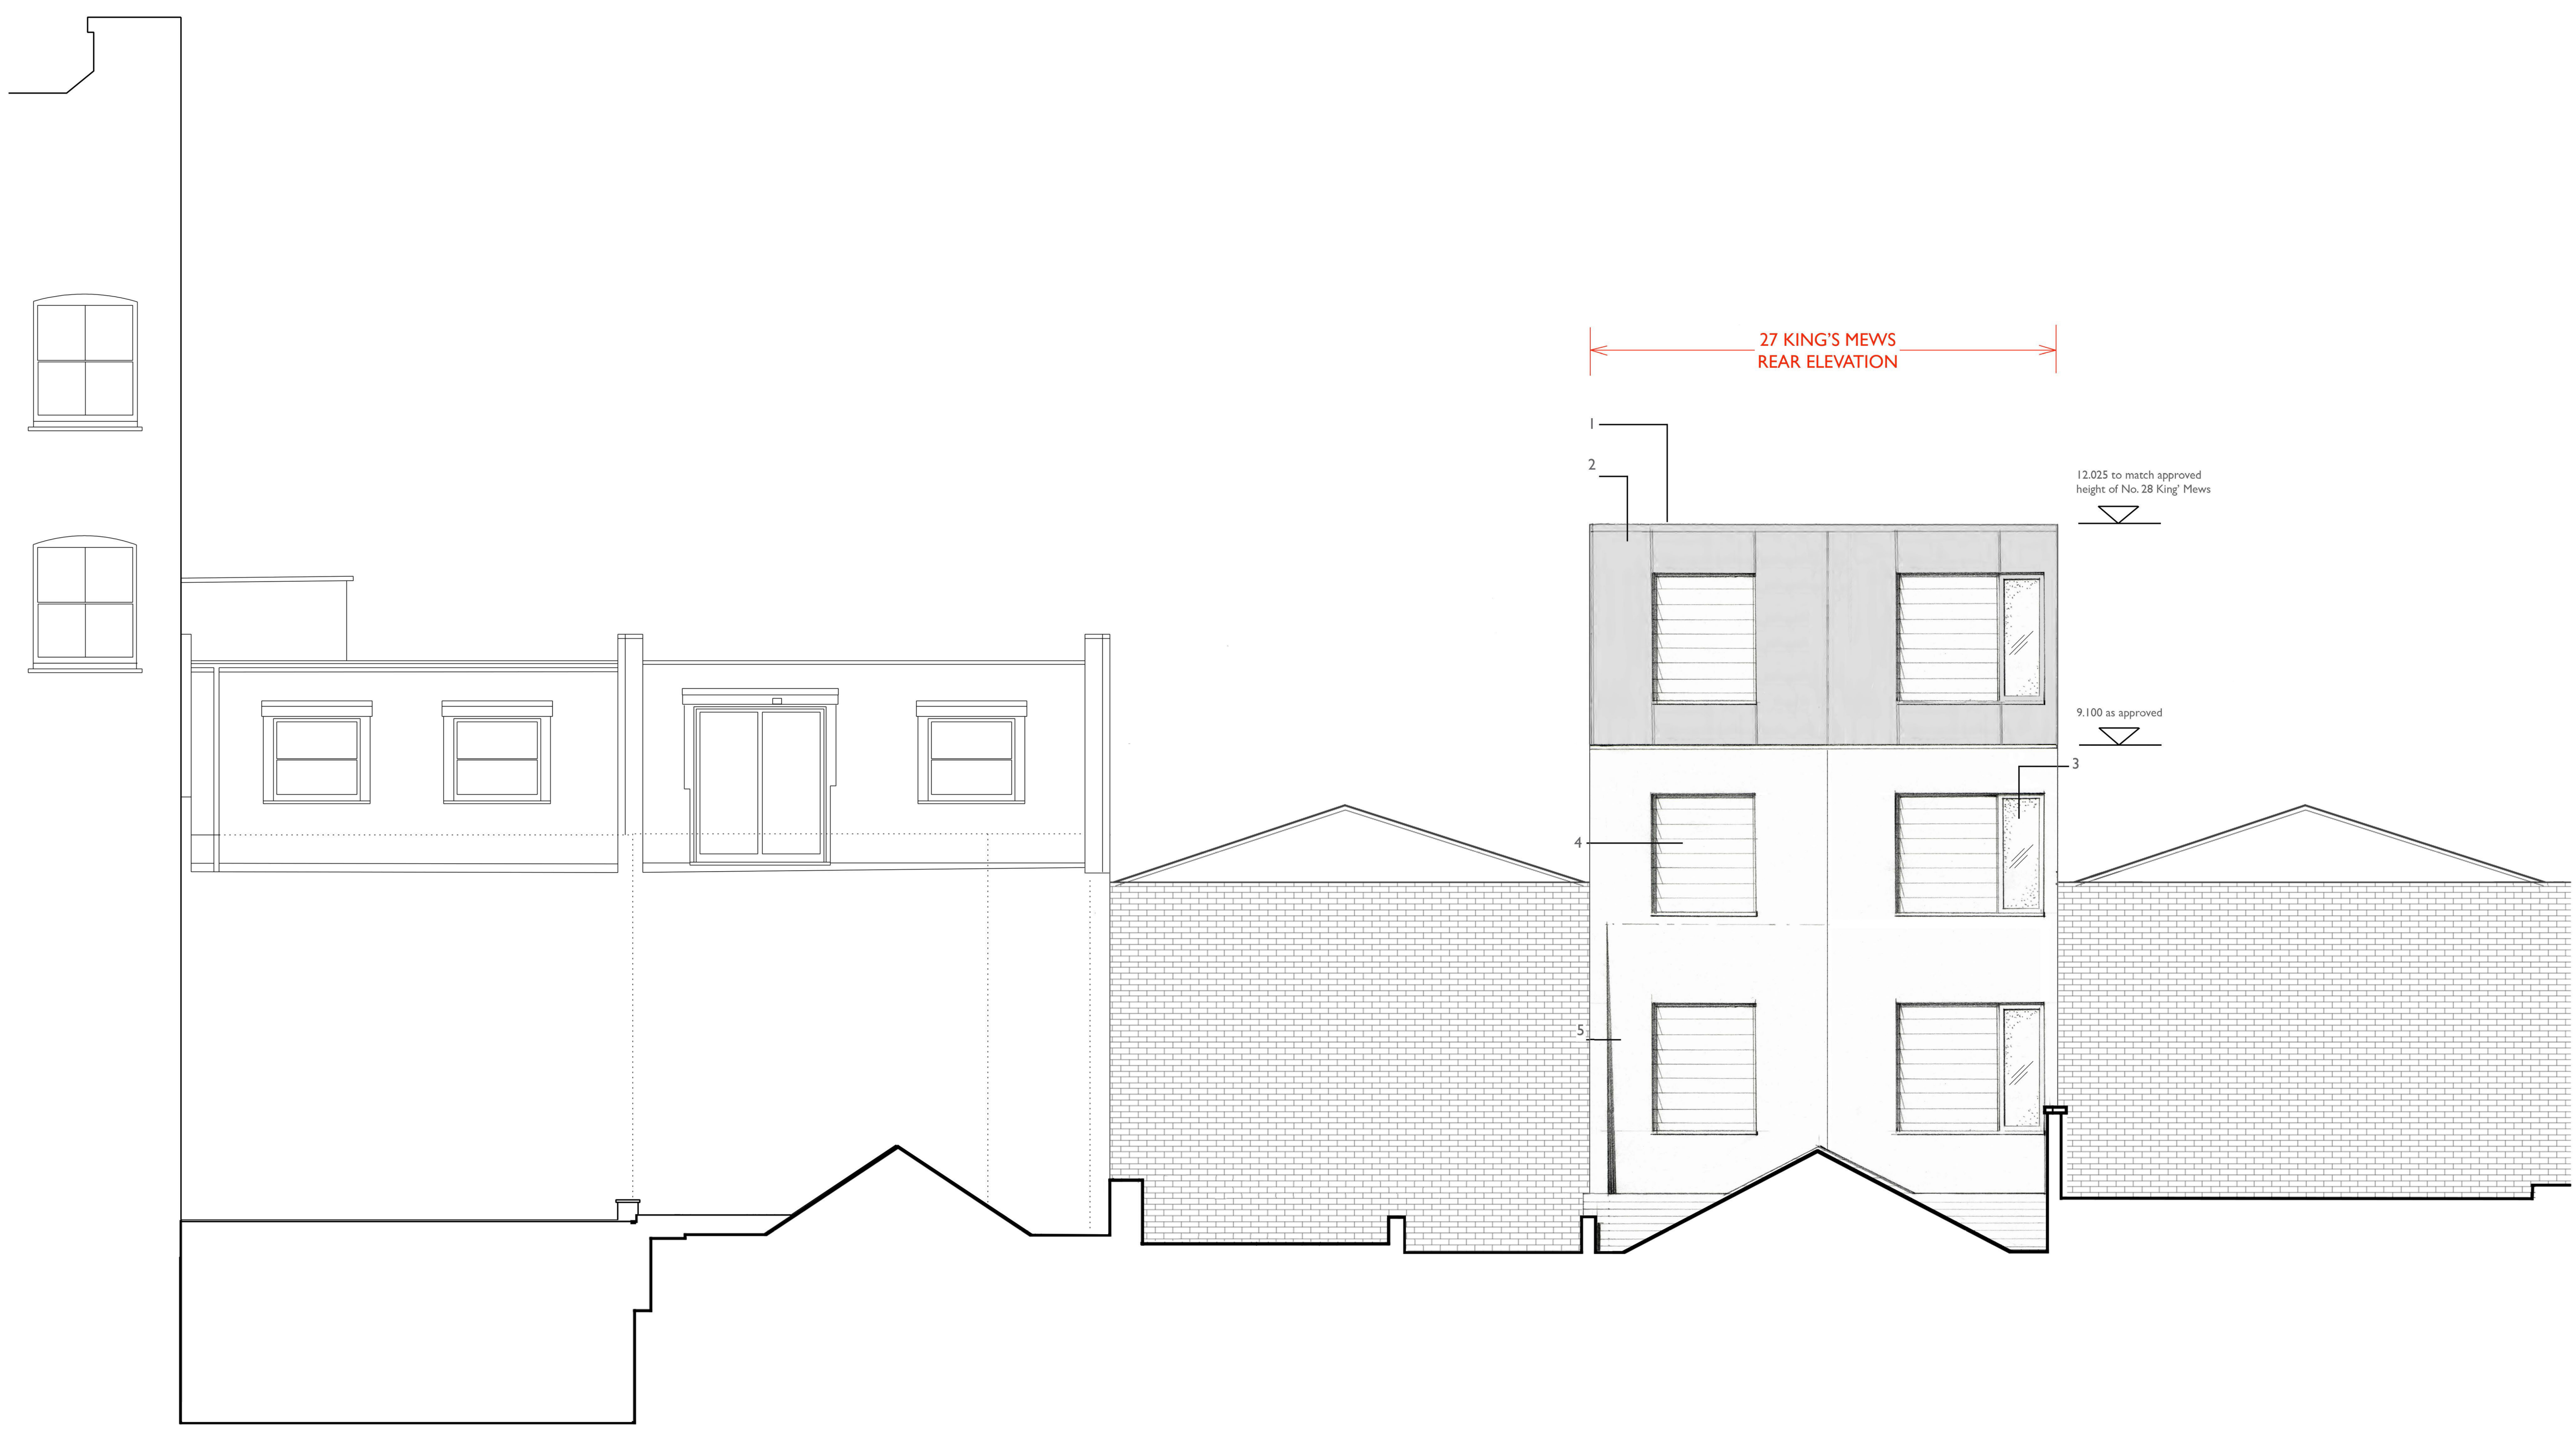 27 KING'S MEWS
REAR ELEVATION
1
2
12.025 to match approved
height of No. 28 King' Mews
9.100 as approved
3
4
5